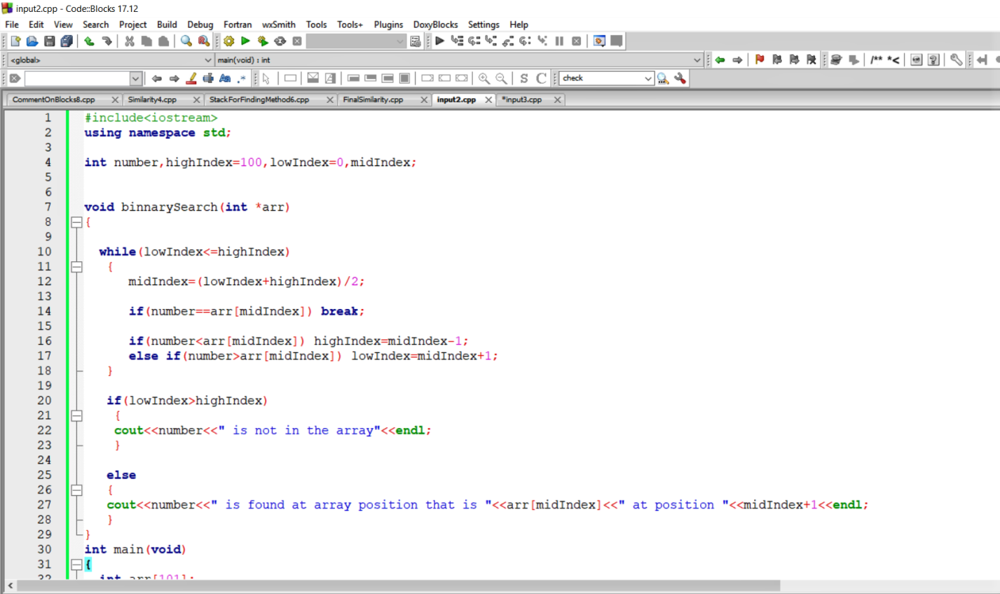 input2.cpp - Code::Blocks 17.12
File Edit View Search Project Build Debug Fortran wxSmith Tools Tools+ Plugins DoxyBlocks Settings Help
<global> main(void) : int /** *<
Aa .* A S C check
CommentOnBlocks8.cpp Similarity4.cpp StackForFindingMethod6.cpp FinalSimilarity.cpp input2.cpp *input3.cpp
1 #include<iostream>
2 using namespace std;
3
4 int number,highIndex=100,lowIndex=0,midIndex;
5
6
7 void binnarySearch(int *arr)
8 {
9
10 while(lowIndex<=highIndex)
11 {
12 midIndex=(lowIndex+highIndex)/2;
13
14 if(number==arr[midIndex]) break;
15
16 if(number<arr[midIndex]) highIndex=midIndex-1;
17 else if(number>arr[midIndex]) lowIndex=midIndex+1;
18 }
19
20 if(lowIndex>highIndex)
21 {
22 cout<<number<<" is not in the array"<<endl;
23 }
24
25 else
26 {
27 cout<<number<<" is found at array position that is "<<arr[midIndex]<<" at position "<<midIndex+1<<endl;
28 }
29 }
30 int main(void)
31 {
32 int arr[101];